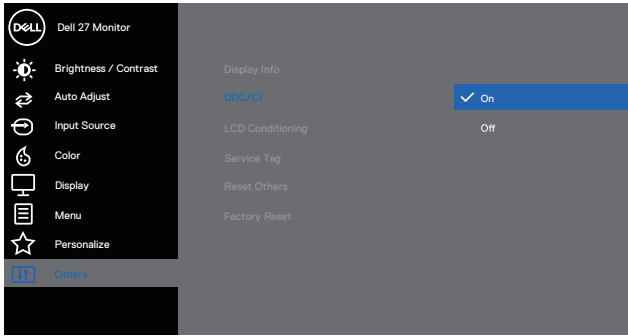 DELL
Dell 27 Monitor
Brightness / Contrast
Auto Adjust
Input Source
Color
Display
Menu
Personalize
Others
Display Info
DDC/CI
LCD Conditioning
Service Tag
Reset Others
Factory Reset
On
Off